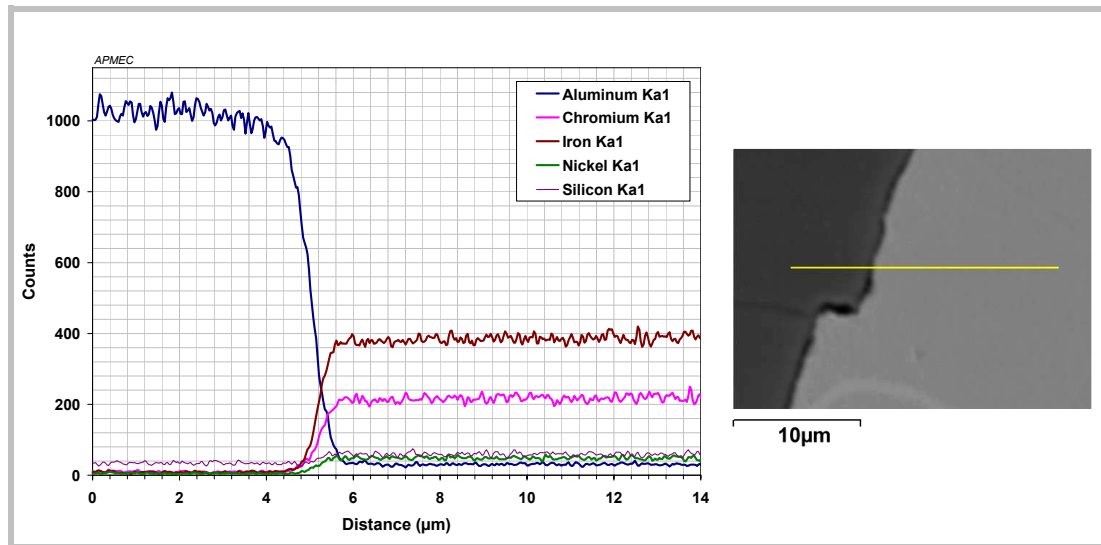 APMEC
Aluminum Ka1
Chromium Ka1
Iron Ka1
Nickel Ka1
Silicon Ka1
1000
800
600
400
200
0
Counts
0 2 4 6 8 10 12 14
Distance (µm)
10µm